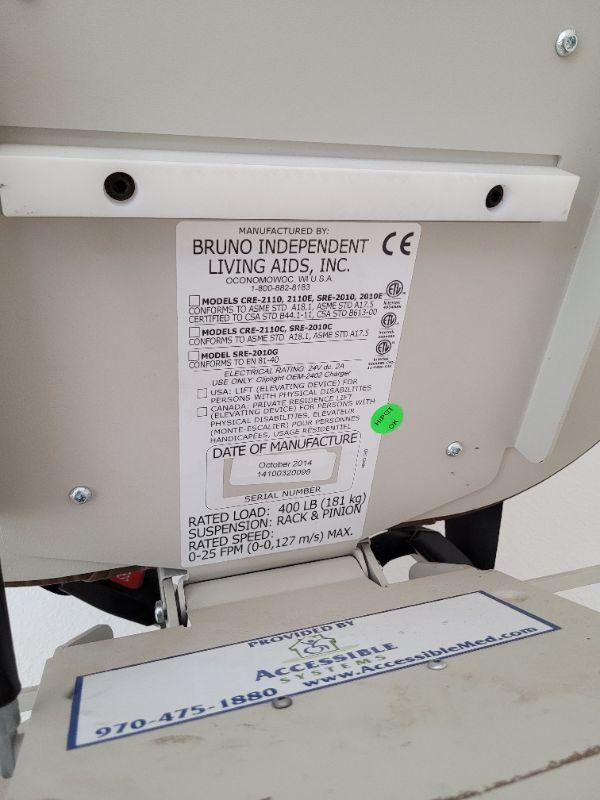 MANUFACTURED BY:
BRUNO INDEPENDENT
LIVING AIDS, INC.
OCONOMOWOC, WI U.S.A.
1-800-882-8183
CE
MODELS CRE-2110, 2110E, SRE-2010, 2010E
CONFORMS TO ASME STD A18.1, ASME STD A17.5
CERTIFIED TO CSA STD B44.1-11, CSA STD B613-00
MODELS CRE-2110C, SRE-2010C
CONFORMS TO ASME STD A18.1, ASME STD A17.5
MODEL SRE-2010G
CONFORMS TO EN 81-40
ELECTRICAL RATING: 24V dc, 2A
USE ONLY: Cliplight OEM-2402 Charger
USA: LIFT (ELEVATING DEVICE) FOR
PERSONS WITH PHYSICAL DISABILITIES
CANADA: PRIVATE RESIDENCE LIFT
(ELEVATING DEVICE) FOR PERSONS WITH
PHYSICAL DISABILITIES, ELEVATEUR
(MONTE-ESCALIER) POUR PERSONNES
HANDICAPÉES, USAGE RÉSIDENTIEL
HIPOT
OK
DATE OF MANUFACTURE
October 2014
14100320099
SERIAL NUMBER
RATED LOAD: 400 LB (181 kg)
SUSPENSION: RACK & PINION
RATED SPEED:
0-25 FPM (0-0,127 m/s) MAX.
PROVIDED BY
ACCESSIBLE
SYSTEMS
970-475-1880 www.AccessibleMed.com